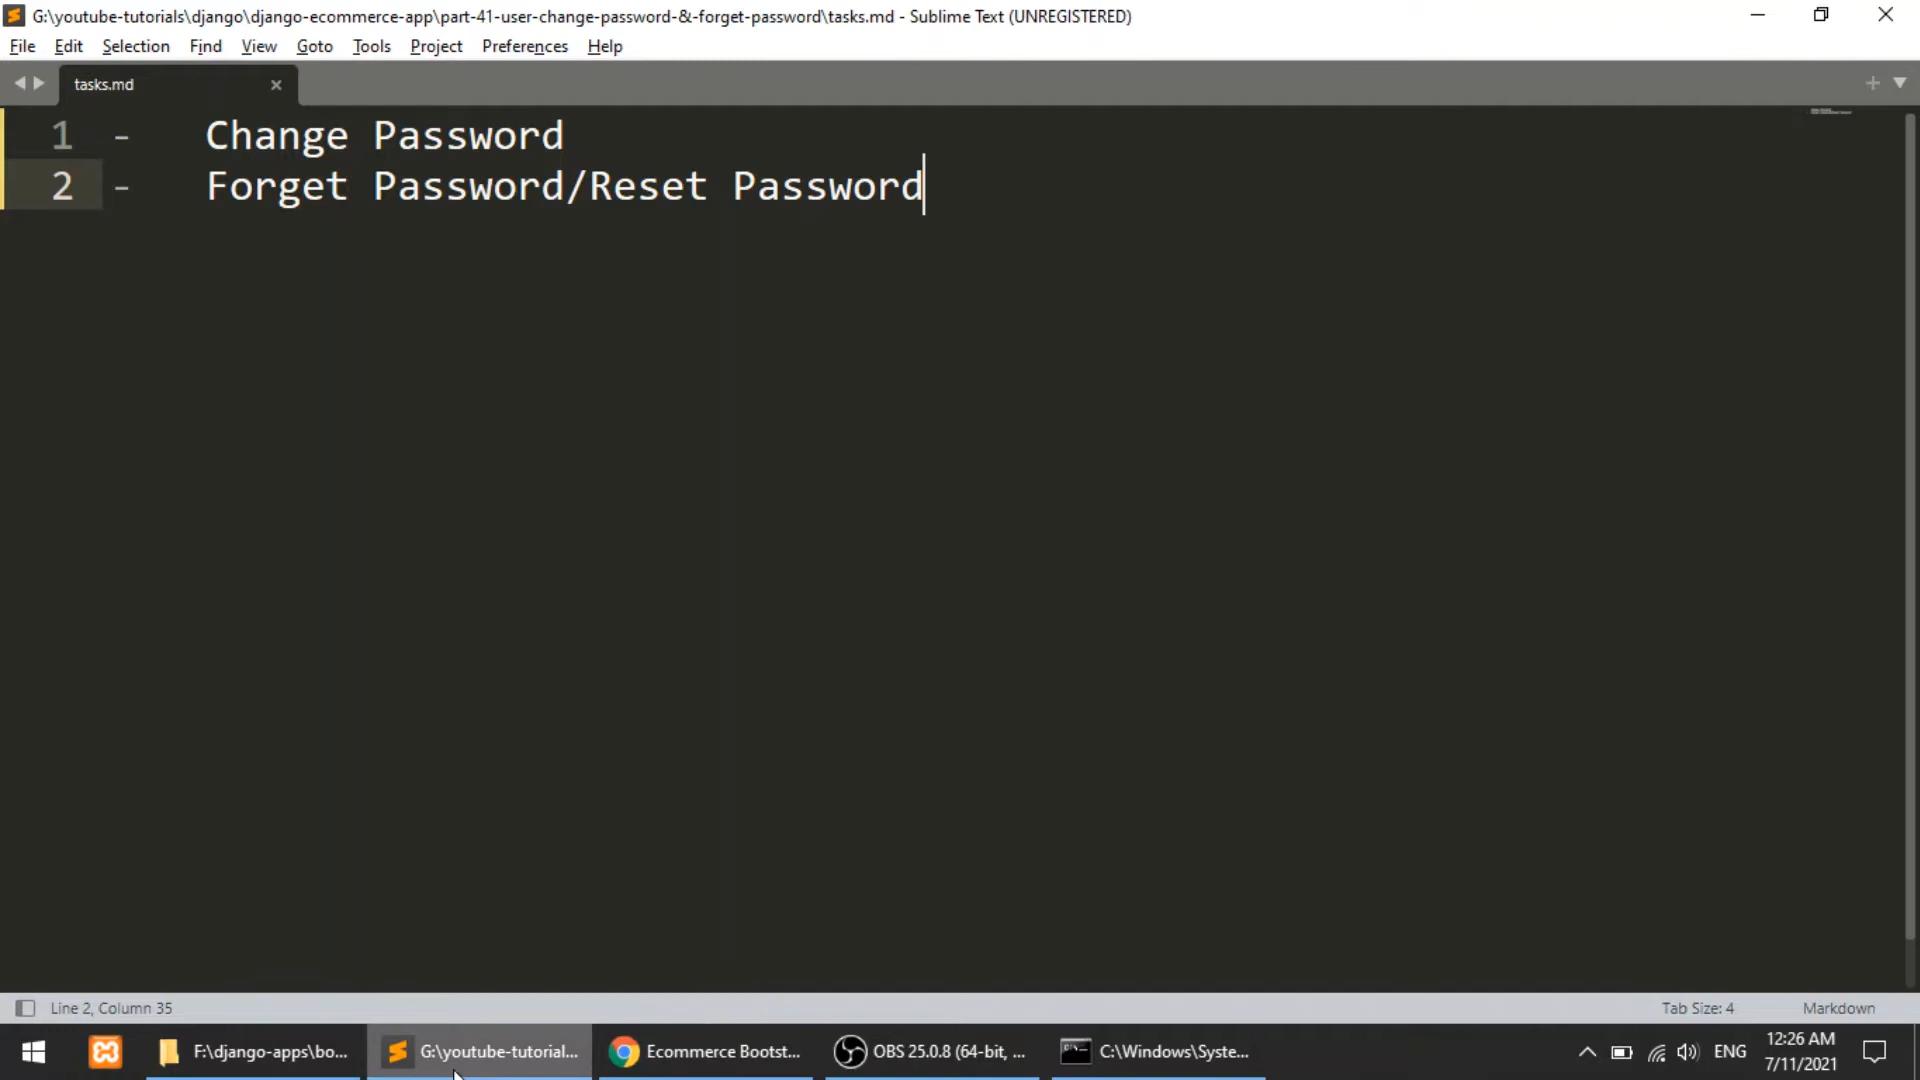 G:\youtube-tutorials\django\django-ecommerce-app\part-41-user-change-password-&-forget-password\tasks.md - Sublime Text (UNREGISTERED)
File Edit Selection Find View Goto Tools Project Preferences Help
tasks.md
1 - Change Password
2 - Forget Password/Reset Password
Line 2, Column 35 Tab Size: 4 Markdown
F:\django-apps\bo... G:\youtube-tutorial... Ecommerce Bootst... OBS 25.0.8 (64-bit, ... C:\Windows\Syste... ENG 12:26 AM
7/11/2021